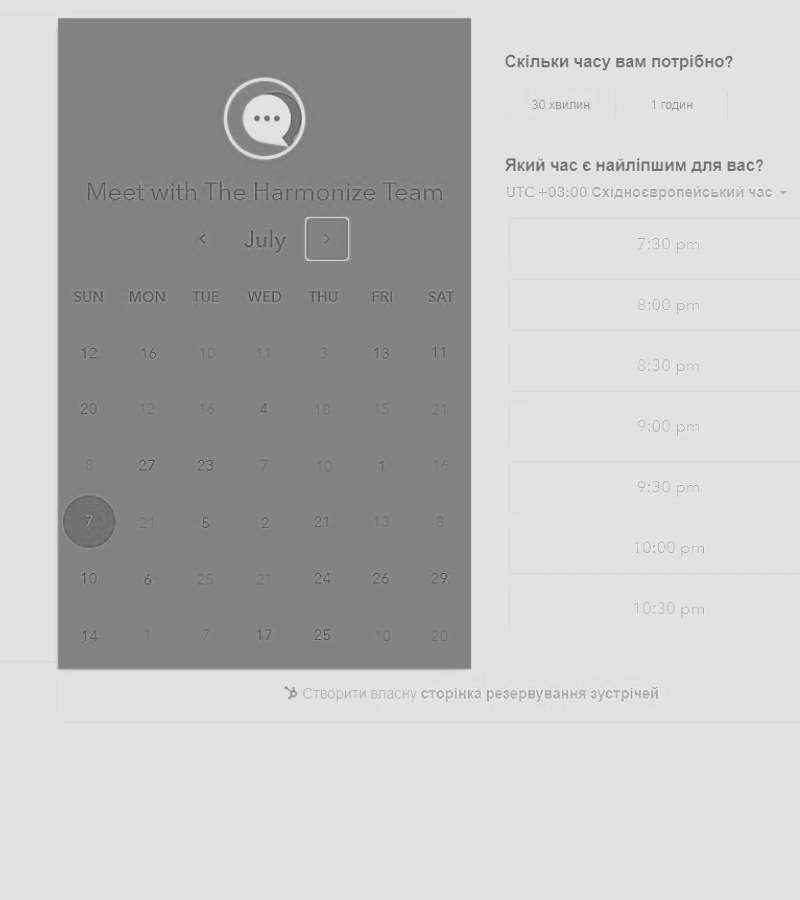 Meet with The Harmonize Team
July
SUN MON TUE WED THU FRI SAT
12 16 10 11 3 13 11
20 12 16 4 18 15 21
8 27 23 7 10 1 16
7 21 5 2 21 13 8
10 6 25 21 24 26 29
14 1 7 17 25 10 20
Скільки часу вам потрібно?
30 хвилин 1 годин
Який час є найліпшим для вас?
UTC +03:00 Східноєвропейський час
7:30 pm
8:00 pm
8:30 pm
9:00 pm
9:30 pm
10:00 pm
10:30 pm
Створити власну сторінка резервування зустрічей